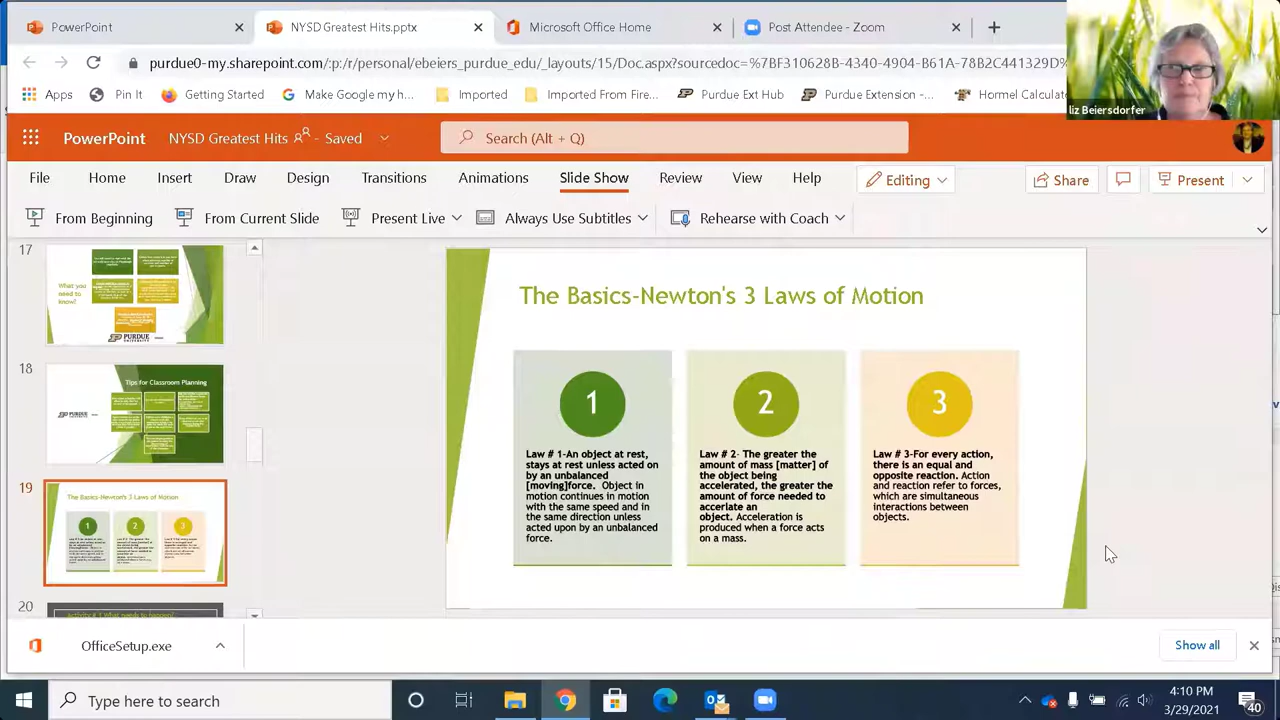 PowerPoint
NYSD Greatest Hits.pptx
Microsoft Office Home
Post Attendee - Zoom
purdue0-my.sharepoint.com/:p:/r/personal/ebeiers_purdue_edu/_layouts/15/Doc.aspx?sourcedoc=%7BF310628B-4340-4904-B61A-78B2C441329D%
Apps
Pin It
Getting Started
Make Google my h...
Imported
Imported From Fire...
Purdue Ext Hub
Purdue Extension -...
Hormel Calculat
liz Beiersdorfer
PowerPoint
NYSD Greatest Hits - Saved
Search (Alt + Q)
File Home Insert Draw Design Transitions Animations Slide Show Review View Help
Editing
Share
Present
From Beginning
From Current Slide
Present Live
Always Use Subtitles
Rehearse with Coach
17
What you
need to
know?
PURDUE
UNIVERSITY
18
Tips for Classroom Planning
PURDUE
19
The Basics-Newton's 3 Laws of Motion
1 2 3
20
The Basics-Newton's 3 Laws of Motion
1
Law # 1-An object at rest,
stays at rest unless acted on
by an unbalanced
[moving]force. Object in
motion continues in motion
with the same speed and in
the same direction unless
acted upon by an unbalanced
force.
2
Law # 2- The greater the
amount of mass [matter] of
the object being
accelerated, the greater the
amount of force needed to
accerlate an
object. Acceleration is
produced when a force acts
on a mass.
3
Law # 3-For every action,
there is an equal and
opposite reaction. Action
and reaction refer to forces,
which are simultaneous
interactions between
objects.
OfficeSetup.exe
Show all
Type here to search
4:10 PM
3/29/2021
40